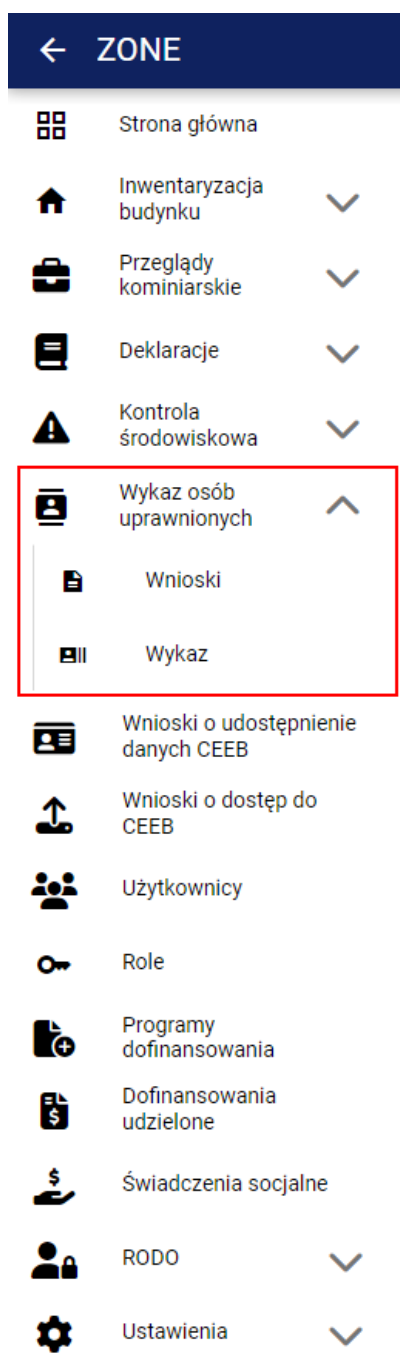 ZONE
Strona główna
Inwentaryzacja
budynku
Przeglądy
kominiarskie
Deklaracje
Kontrola
środowiskowa
Wykaz osób
uprawnionych
Wnioski
Wykaz
Wnioski o udostępnienie
danych CEEB
Wnioski o dostęp do
CEEB
Użytkownicy
Role
Programy
dofinansowania
Dofinansowania
udzielone
Świadczenia socjalne
RODO
Ustawienia